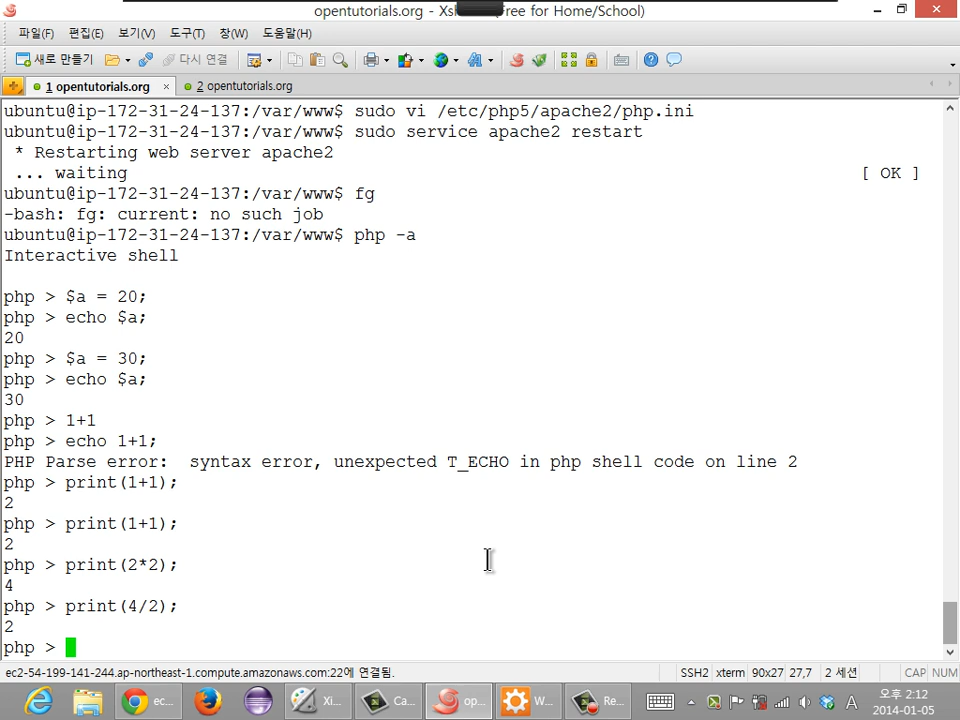 opentutorials.org - Xsh (Free for Home/School)
파일(F) 편집(E) 보기(V) 도구(T) 창(W) 도움말(H)
새로 만들기 다시 연결
1 opentutorials.org 2 opentutorials.org
ubuntu@ip-172-31-24-137:/var/www$ sudo vi /etc/php5/apache2/php.ini
ubuntu@ip-172-31-24-137:/var/www$ sudo service apache2 restart
* Restarting web server apache2
... waiting [ OK ]
ubuntu@ip-172-31-24-137:/var/www$ fg
-bash: fg: current: no such job
ubuntu@ip-172-31-24-137:/var/www$ php -a
Interactive shell
php > $a = 20;
php > echo $a;
20
php > $a = 30;
php > echo $a;
30
php > 1+1
php > echo 1+1;
PHP Parse error:  syntax error, unexpected T_ECHO in php shell code on line 2
php > print(1+1);
2
php > print(1+1);
2
php > print(2*2);
4
php > print(4/2);
2
php >
ec2-54-199-141-244.ap-northeast-1.compute.amazonaws.com:22에 연결됨. SSH2 xterm 90x27 27,7 2 세션 CAP NUM
ec... Xi... Ca... op... W... Re... A 오후 2:12
2014-01-05